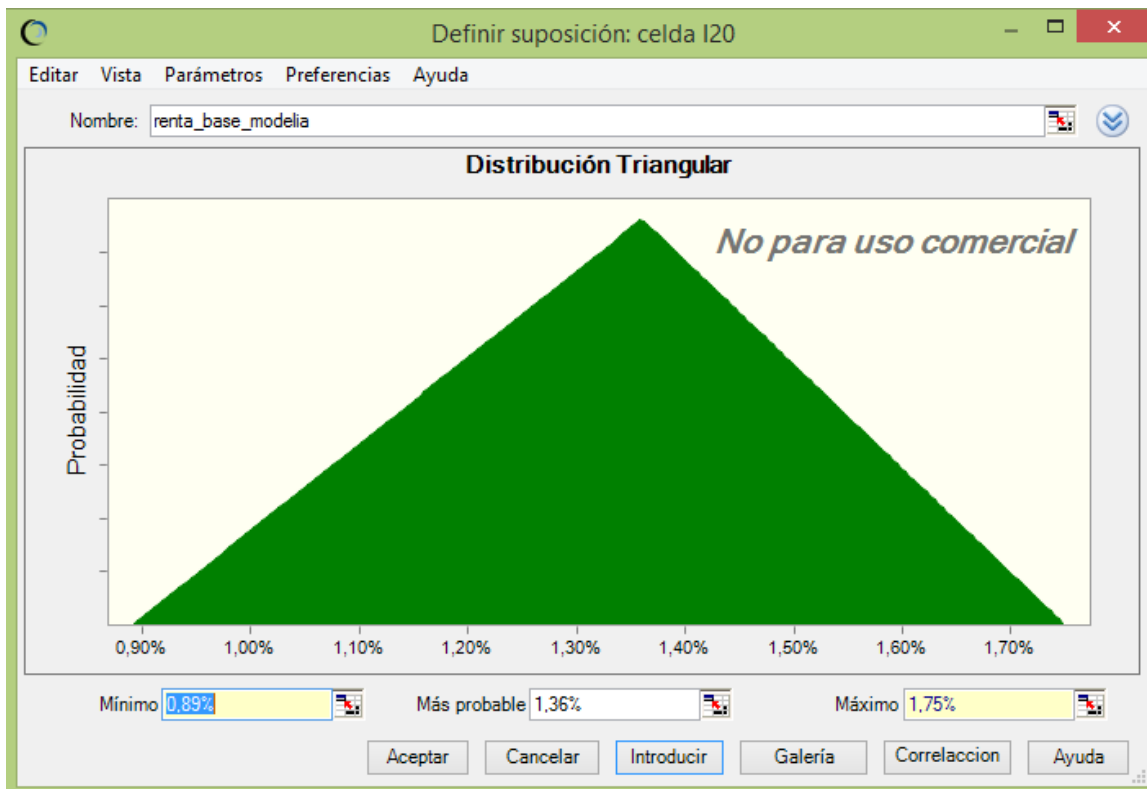 Definir suposición: celda I20
Editar Vista Parámetros Preferencias Ayuda
Nombre: renta_base_modelia
Distribución Triangular
No para uso comercial
Probabilidad
0,90% 1,00% 1,10% 1,20% 1,30% 1,40% 1,50% 1,60% 1,70%
Mínimo 0,89% Más probable 1,36% Máximo 1,75%
Aceptar Cancelar Introducir Galería Correlaccion Ayuda